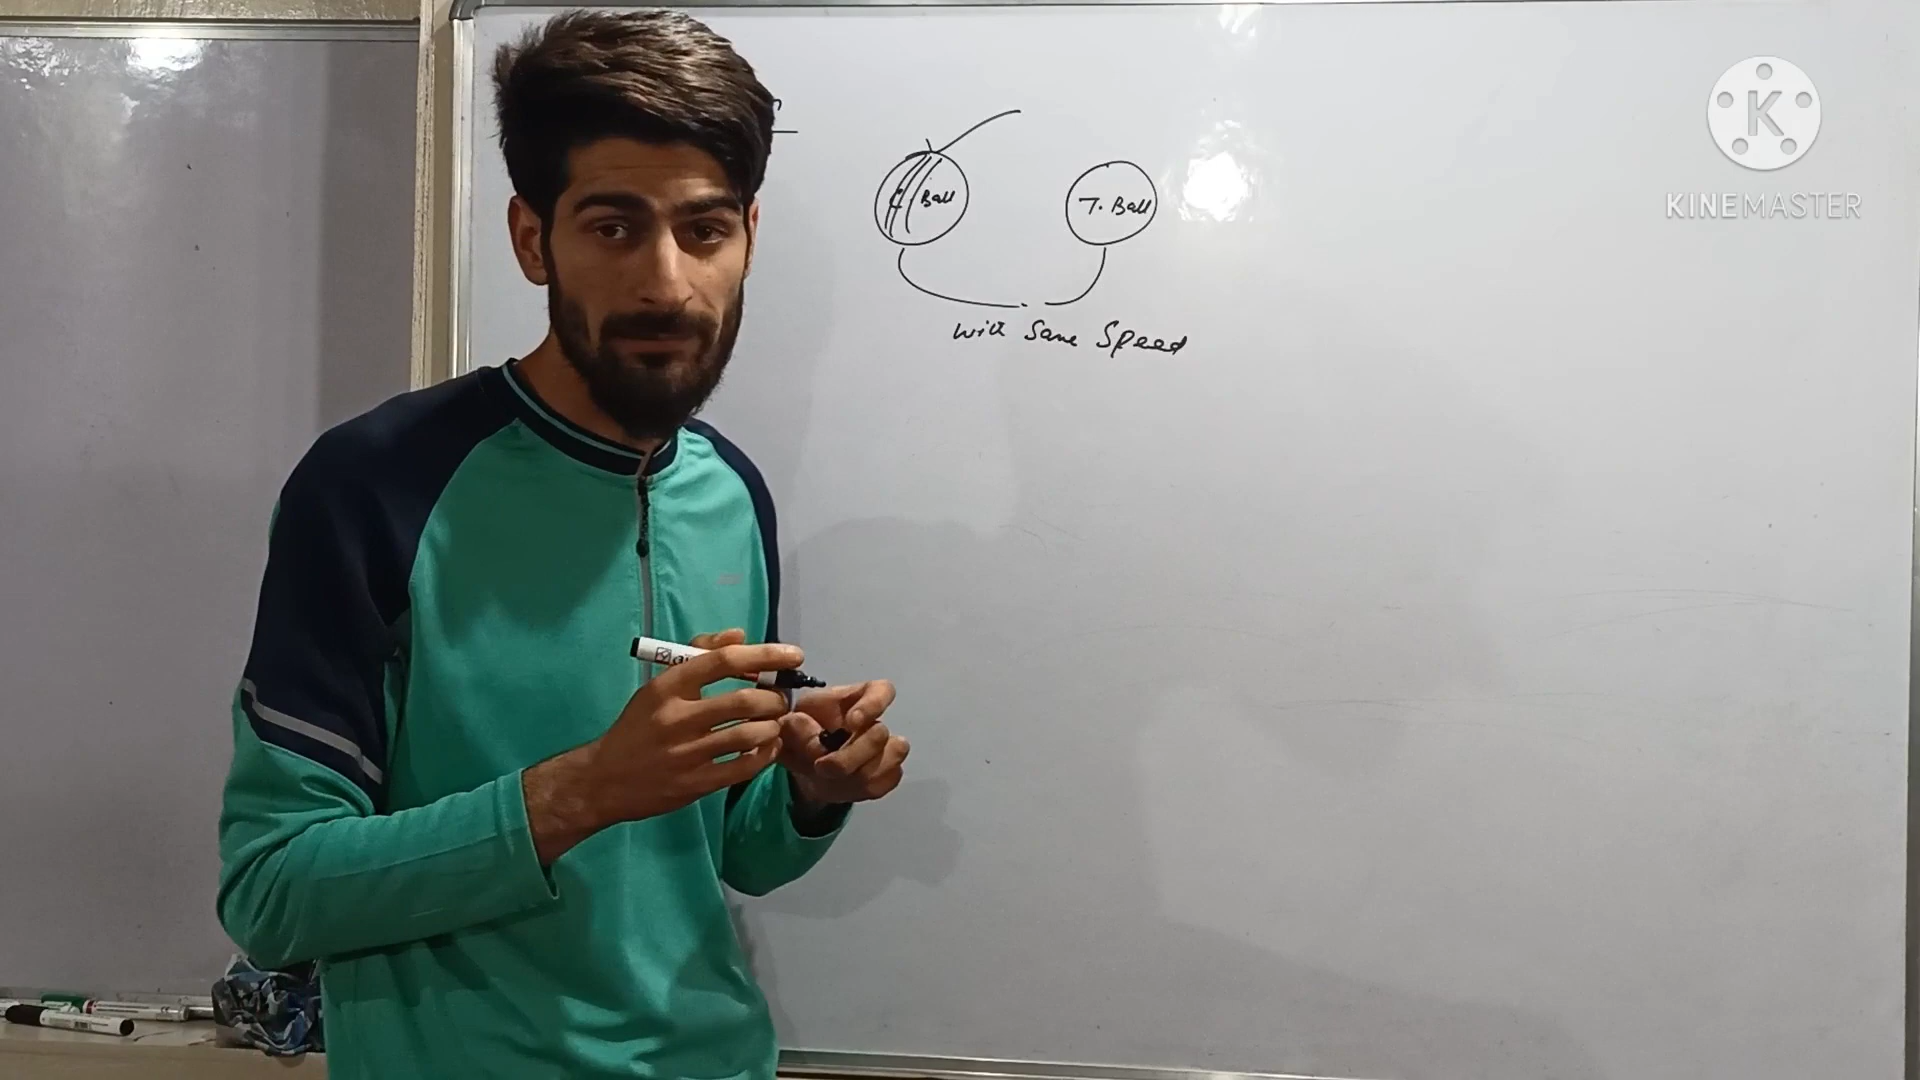 C Ball
T. Ball
with Same Speed
K
KINEMASTER